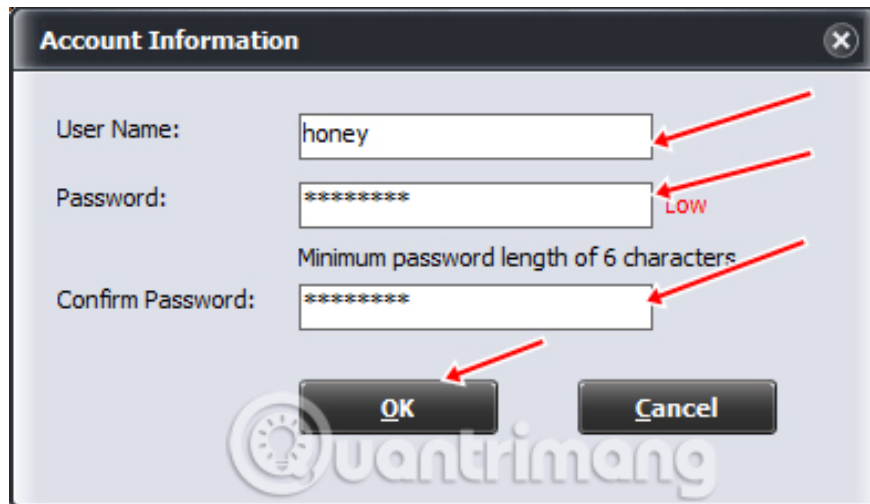 Account Information
User Name:
honey
Password:
********
Low
Minimum password length of 6 characters
Confirm Password:
********
OK
Cancel
Quantrimang